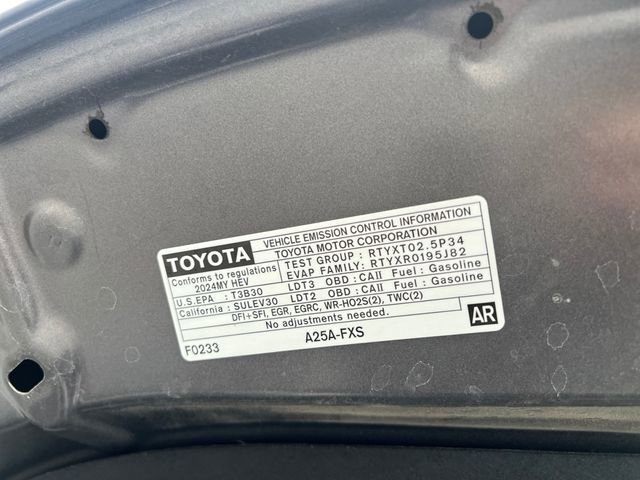 TOYOTA
VEHICLE EMISSION CONTROL INFORMATION
TOYOTA MOTOR CORPORATION
Conforms to regulations
2024MY HEV
TEST GROUP : RTYXT02.5P34
EVAP FAMILY: RTYXR0195JB2
U.S.EPA : T3B30 LDT3 OBD : CAII Fuel : Gasoline
California : SULEV30 LDT2 OBD : CAII Fuel : Gasoline
DFI+SFI, EGR, EGRC, WR-HO2S(2), TWC(2)
No adjustments needed.
F0233 A25A-FXS AR